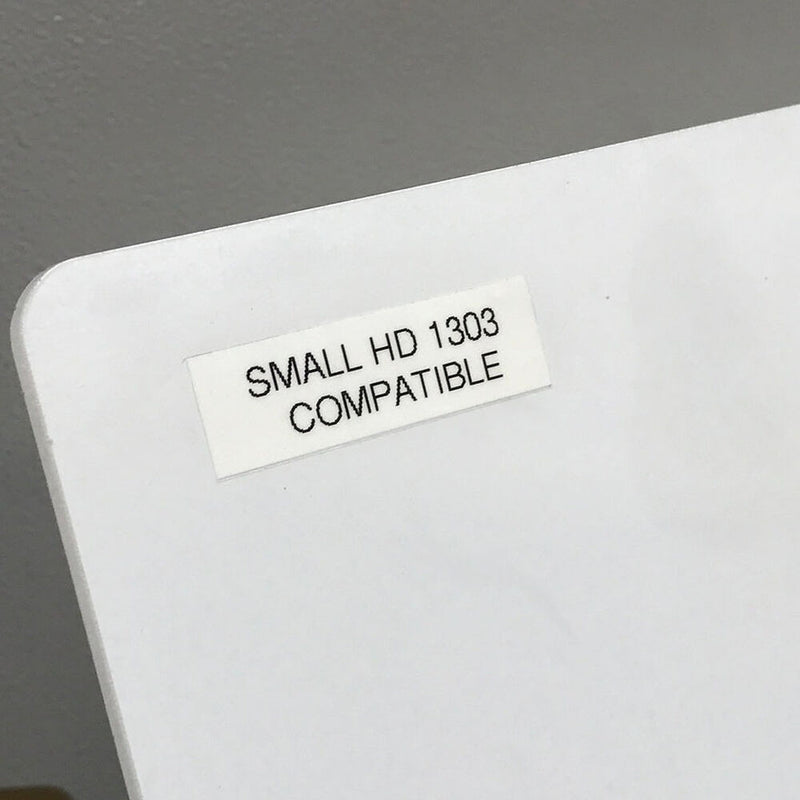 SMALL HD 1303
COMPATIBLE